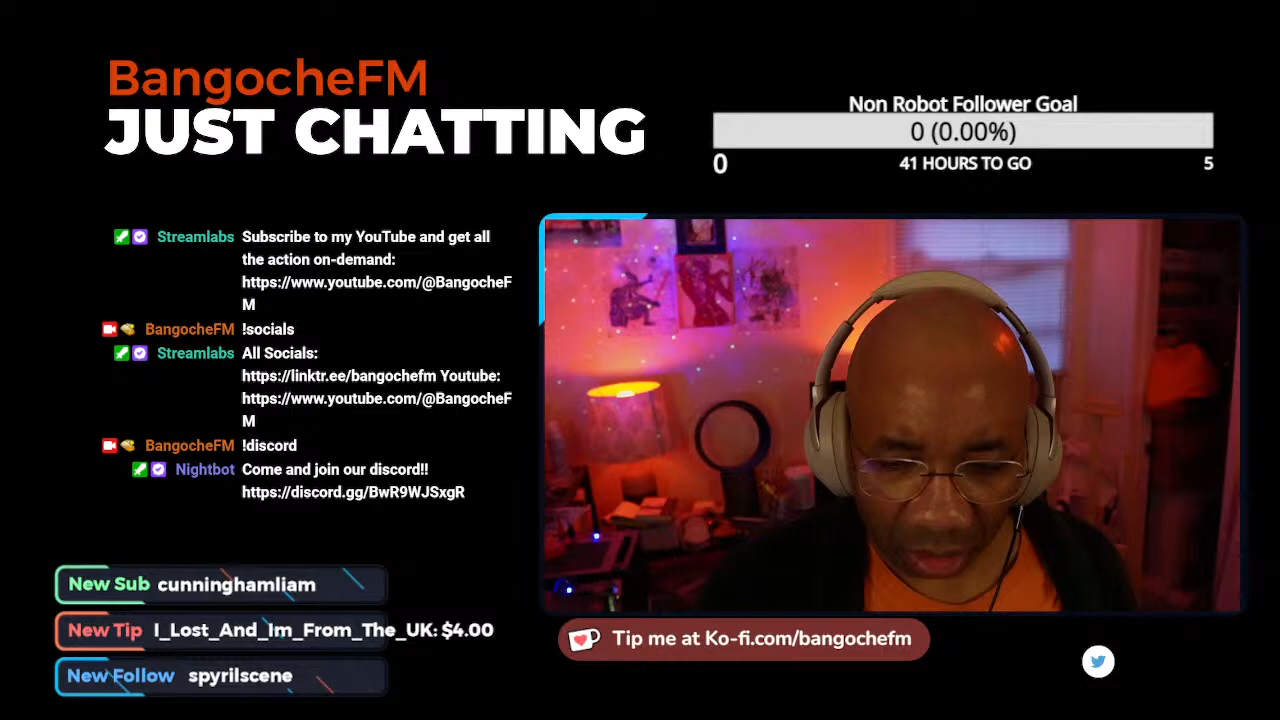 BangocheFM
JUST CHATTING
Non Robot Follower Goal
0 (0.00%)
0 41 HOURS TO GO 5
Streamlabs Subscribe to my YouTube and get all
the action on-demand:
https://www.youtube.com/@BangocheF
M
BangocheFM !socials
Streamlabs All Socials:
https://linktr.ee/bangochefm Youtube:
https://www.youtube.com/@BangocheF
M
BangocheFM !discord
Nightbot Come and join our discord!!
https://discord.gg/BwR9WJSxgR
New Sub cunninghamliam
New Tip I_Lost_And_Im_From_The_UK: $4.00
New Follow spyrilscene
Tip me at Ko-fi.com/bangochefm